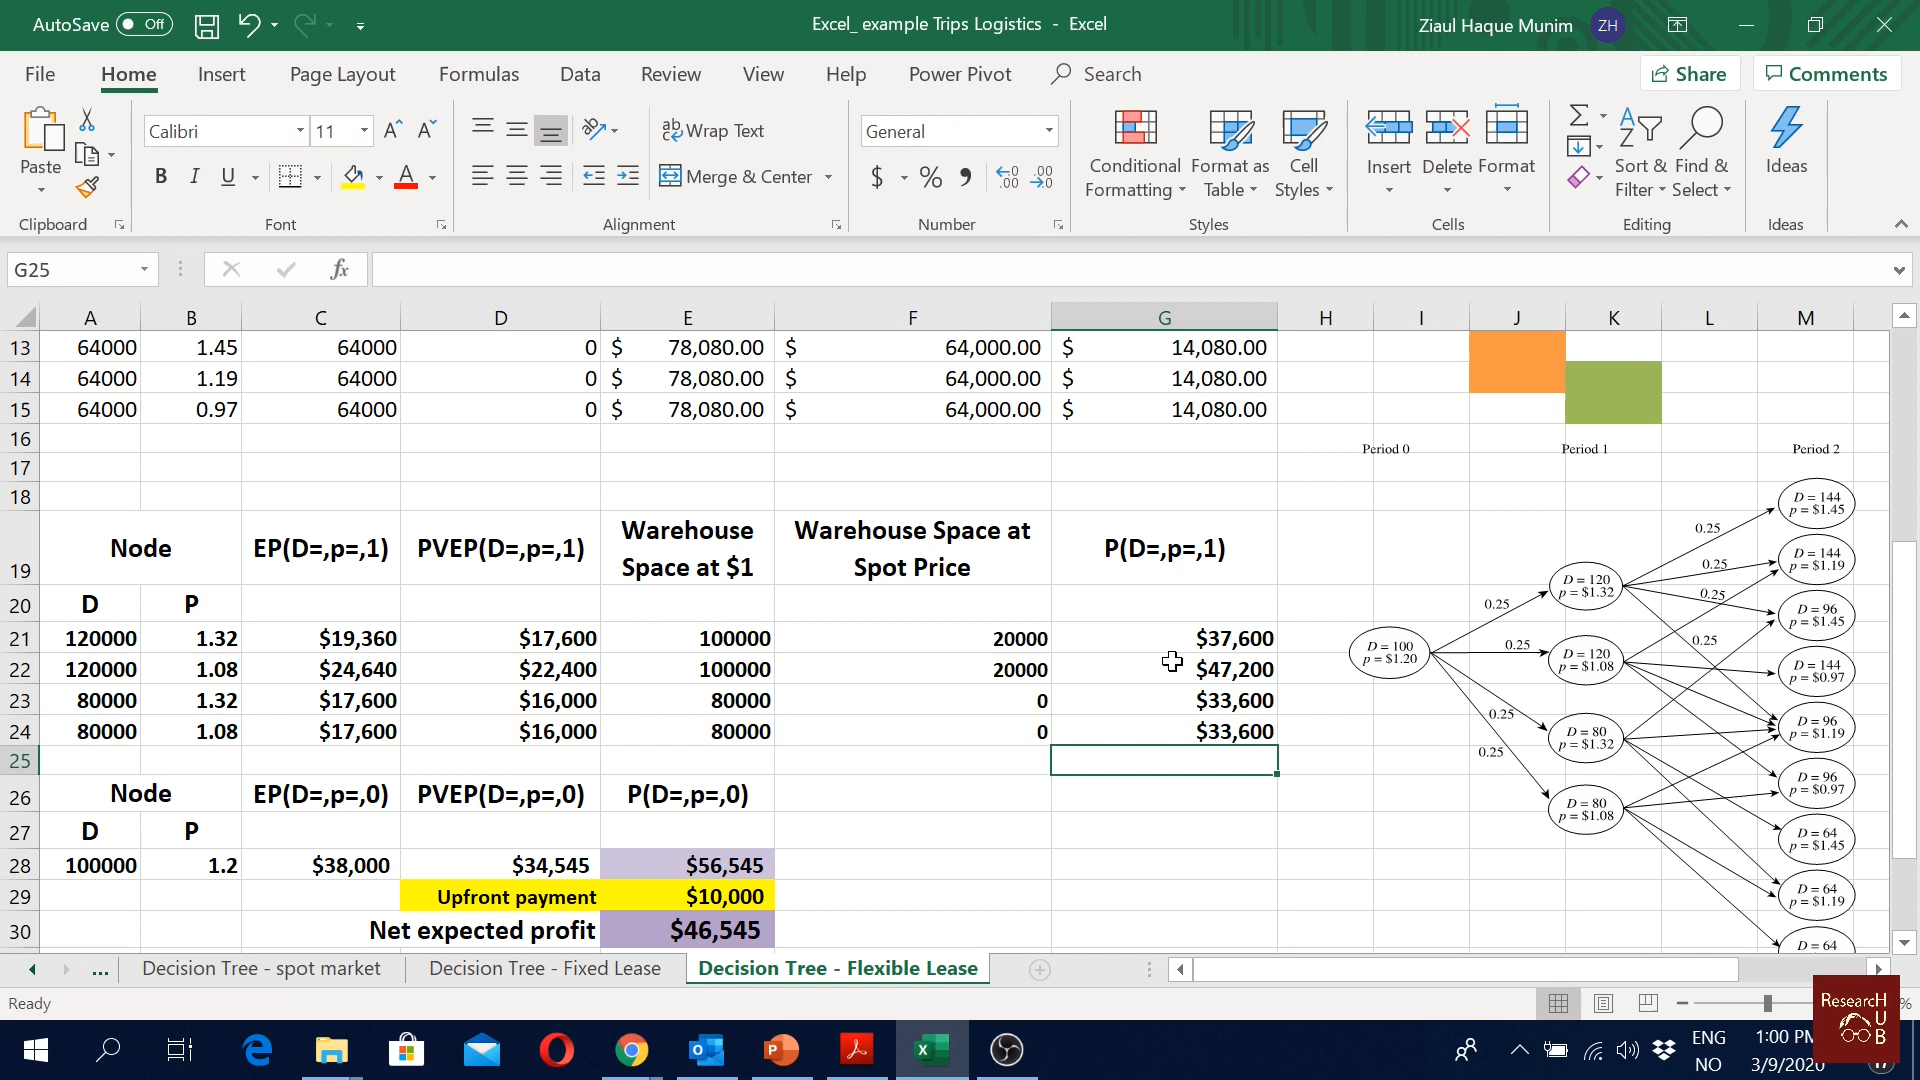 AutoSave Off
Excel_ example Trips Logistics - Excel
Ziaul Haque Munim ZH
File Home Insert Page Layout Formulas Data Review View Help Power Pivot Search Share Comments
Paste
Calibri 11
Wrap Text
Merge & Center
General
Conditional Formatting
Format as Table
Cell Styles
Insert Delete Format
Sort & Filter
Find & Select
Ideas
Clipboard Font Alignment Number Styles Cells Editing Ideas
G25 fx
A B C D E F G H I J K L M
13 64000 1.45 64000 0 $ 78,080.00 $ 64,000.00 $ 14,080.00
14 64000 1.19 64000 0 $ 78,080.00 $ 64,000.00 $ 14,080.00
15 64000 0.97 64000 0 $ 78,080.00 $ 64,000.00 $ 14,080.00
16
17
18
19 Node EP(D=,p=,1) PVEP(D=,p=,1) Warehouse Space at $1 Warehouse Space at Spot Price P(D=,p=,1)
20 D P
21 120000 1.32 $19,360 $17,600 100000 20000 $37,600
22 120000 1.08 $24,640 $22,400 100000 20000 $47,200
23 80000 1.32 $17,600 $16,000 80000 0 $33,600
24 80000 1.08 $17,600 $16,000 80000 0 $33,600
25
26 Node EP(D=,p=,0) PVEP(D=,p=,0) P(D=,p=,0)
27 D P
28 100000 1.2 $38,000 $34,545 $56,545
29 Upfront payment $10,000
30 Net expected profit $46,545
Period 0 Period 1 Period 2
D = 100
p = $1.20
0.25
0.25
0.25
0.25
D = 120
p = $1.32
D = 120
p = $1.08
D = 80
p = $1.32
D = 80
p = $1.08
0.25
0.25
0.25
0.25
D = 144
p = $1.45
D = 144
p = $1.19
D = 96
p = $1.45
D = 144
p = $0.97
D = 96
p = $1.19
D = 96
p = $0.97
D = 64
p = $1.45
D = 64
p = $1.19
D = 64
... Decision Tree - spot market Decision Tree - Fixed Lease Decision Tree - Flexible Lease
Ready
%
ResearcH
U
B
ENG
NO
1:00 PM
3/9/2020
17